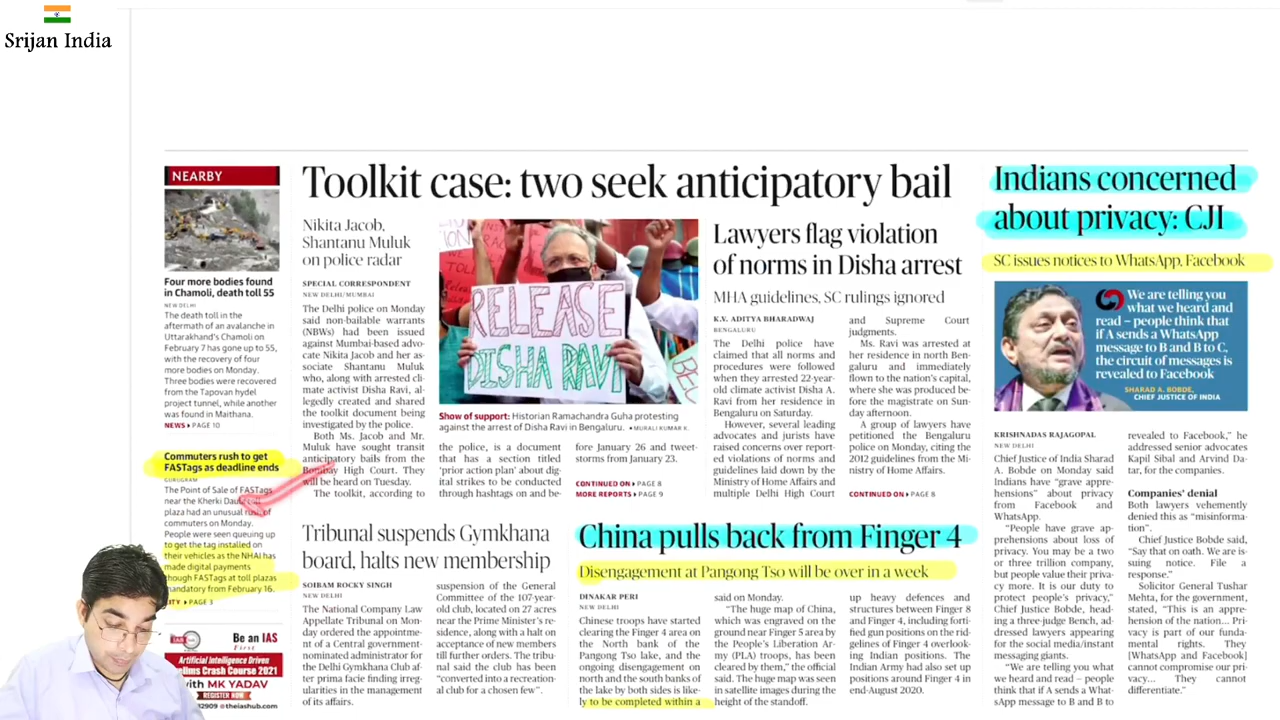 Srijan India
NEARBY
Four more bodies found
in Chamoli, death toll 55
NEW DELHI
The death toll in the
aftermath of an avalanche in
Uttarakhand's Chamoli on
February 7 has gone up to 55,
with the recovery of four
more bodies on Monday.
Three bodies were recovered
from the Tapovan hydel
project tunnel, while another
was found in Maithana.
NEWS PAGE 10
Commuters rush to get
FASTags as deadline ends
GURUGRAM
The Point of Sale of FASTags
near the Kherki
plaza had an unusual rush of
commuters on Monday.
People were seen queuing up
to get the tag installed on
their vehicles as the NHAI has
made digital payments
though FASTags at toll plazas
mandatory from February 16.
PAGE 3
Be an IAS
First
Artificial Intelligence Driven
Crash Course 2021
with MK YADAV
REGISTER NOW
82909 theiashub.com
Toolkit case: two seek anticipatory bail
Nikita Jacob,
Shantanu Muluk
on police radar
SPECIAL CORRESPONDENT
NEW DELHI/MUMBAI
The Delhi police on Monday
said non-bailable warrants
(NBWs) had been issued
against Mumbai-based advo-
cate Nikita Jacob and her as-
sociate Shantanu Muluk
who, along with arrested cli-
mate activist Disha Ravi, al-
legedly created and shared
the toolkit document being
investigated by the police.
Both Ms. Jacob and Mr.
Muluk have sought transit
anticipatory bails from the
Bombay High Court. They
will be heard on Tuesday.
The toolkit, according to
RELEASE
DISHA RAVI
Show of support: Historian Ramachandra Guha protesting
against the arrest of Disha Ravi in Bengaluru. MURALI KUMAR K.
the police, is a document
that has a section titled
'prior action plan' about dig-
ital strikes to be conducted
through hashtags on and be-
fore January 26 and tweet-
storms from January 23.
CONTINUED ON PAGE 8
MORE REPORTS PAGE 9
Lawyers flag violation
of norms in Disha arrest
MHA guidelines, SC rulings ignored
K.V. ADITYA BHARADWAJ
BENGALURU
The Delhi police have
claimed that all norms and
procedures were followed
when they arrested 22-year-
old climate activist Disha A.
Ravi from her residence in
Bengaluru on Saturday.
However, several leading
advocates and jurists have
raised concerns over report-
ed violations of norms and
guidelines laid down by the
Ministry of Home Affairs and
multiple Delhi High Court
and Supreme Court
judgments.
Ms. Ravi was arrested at
her residence in north Ben-
galuru and immediately
flown to the nation's capital,
where she was produced be-
fore the magistrate on Sun-
day afternoon.
A group of lawyers have
petitioned the Bengaluru
police on Monday, citing the
2012 guidelines from the Mi-
nistry of Home Affairs.
CONTINUED ON PAGE 8
Tribunal suspends Gymkhana
board, halts new membership
SOIBAM ROCKY SINGH
NEW DELHI
The National Company Law
Appellate Tribunal on Mon-
day ordered the appointme-
nt of a Central government-
nominated administrator for
the Delhi Gymkhana Club af-
ter prima facie finding irreg-
ularities in the management
of its affairs.
suspension of the General
Committee of the 107-year-
old club, located on 27 acres
near the Prime Minister's re-
sidence, along with a halt on
acceptance of new members
till further orders. The tribu-
nal said the club has been
"converted into a recreation-
al club for a chosen few".
China pulls back from Finger 4
Disengagement at Pangong Tso will be over in a week
DINAKAR PERI
NEW DELHI
Chinese troops have started
clearing the Finger 4 area on
the North bank of the
Pangong Tso lake, and the
ongoing disengagement on
north and the south banks of
the lake by both sides is like-
ly to be completed within a
said on Monday.
"The huge map of China,
which was engraved on the
ground near Finger 5 area by
the People's Liberation Ar-
my (PLA) troops, has been
cleared by them," the official
said. The huge map was seen
in satellite images during the
height of the standoff.
up heavy defences and
structures between Finger 8
and Finger 4, including forti-
fied gun positions on the rid-
gelines of Finger 4 overlook-
ing Indian positions. The
Indian Army had also set up
positions around Finger 4 in
end-August 2020.
Indians concerned
about privacy: CJI
SC issues notices to WhatsApp, Facebook
We are telling you
what we heard and
read – people think that
if A sends a WhatsApp
message to B and B to C,
the circuit of messages is
revealed to Facebook
SHARAD A. BOBDE,
CHIEF JUSTICE OF INDIA
KRISHNADAS RAJAGOPAL
NEW DELHI
Chief Justice of India Sharad
A. Bobde on Monday said
Indians have "grave appre-
hensions" about privacy
from Facebook and
WhatsApp.
"People have grave ap-
prehensions about loss of
privacy. You may be a two
or three trillion company,
but people value their priva-
cy more. It is our duty to
protect people's privacy,"
Chief Justice Bobde, head-
ing a three-judge Bench, ad-
dressed lawyers appearing
for the social media/instant
messaging giants.
"We are telling you what
we heard and read – people
think that if A sends a What-
sApp message to B and B to
revealed to Facebook," he
addressed senior advocates
Kapil Sibal and Arvind Da-
tar, for the companies.
Companies' denial
Both lawyers vehemently
denied this as "misinforma-
tion".
Chief Justice Bobde said,
"Say that on oath. We are is-
suing notice. File a
response."
Solicitor General Tushar
Mehta, for the government,
stated, "This is an appre-
hension of the nation... Pri-
vacy is part of our funda-
mental rights. They
[WhatsApp and Facebook]
cannot compromise our pri-
vacy... They cannot
differentiate."